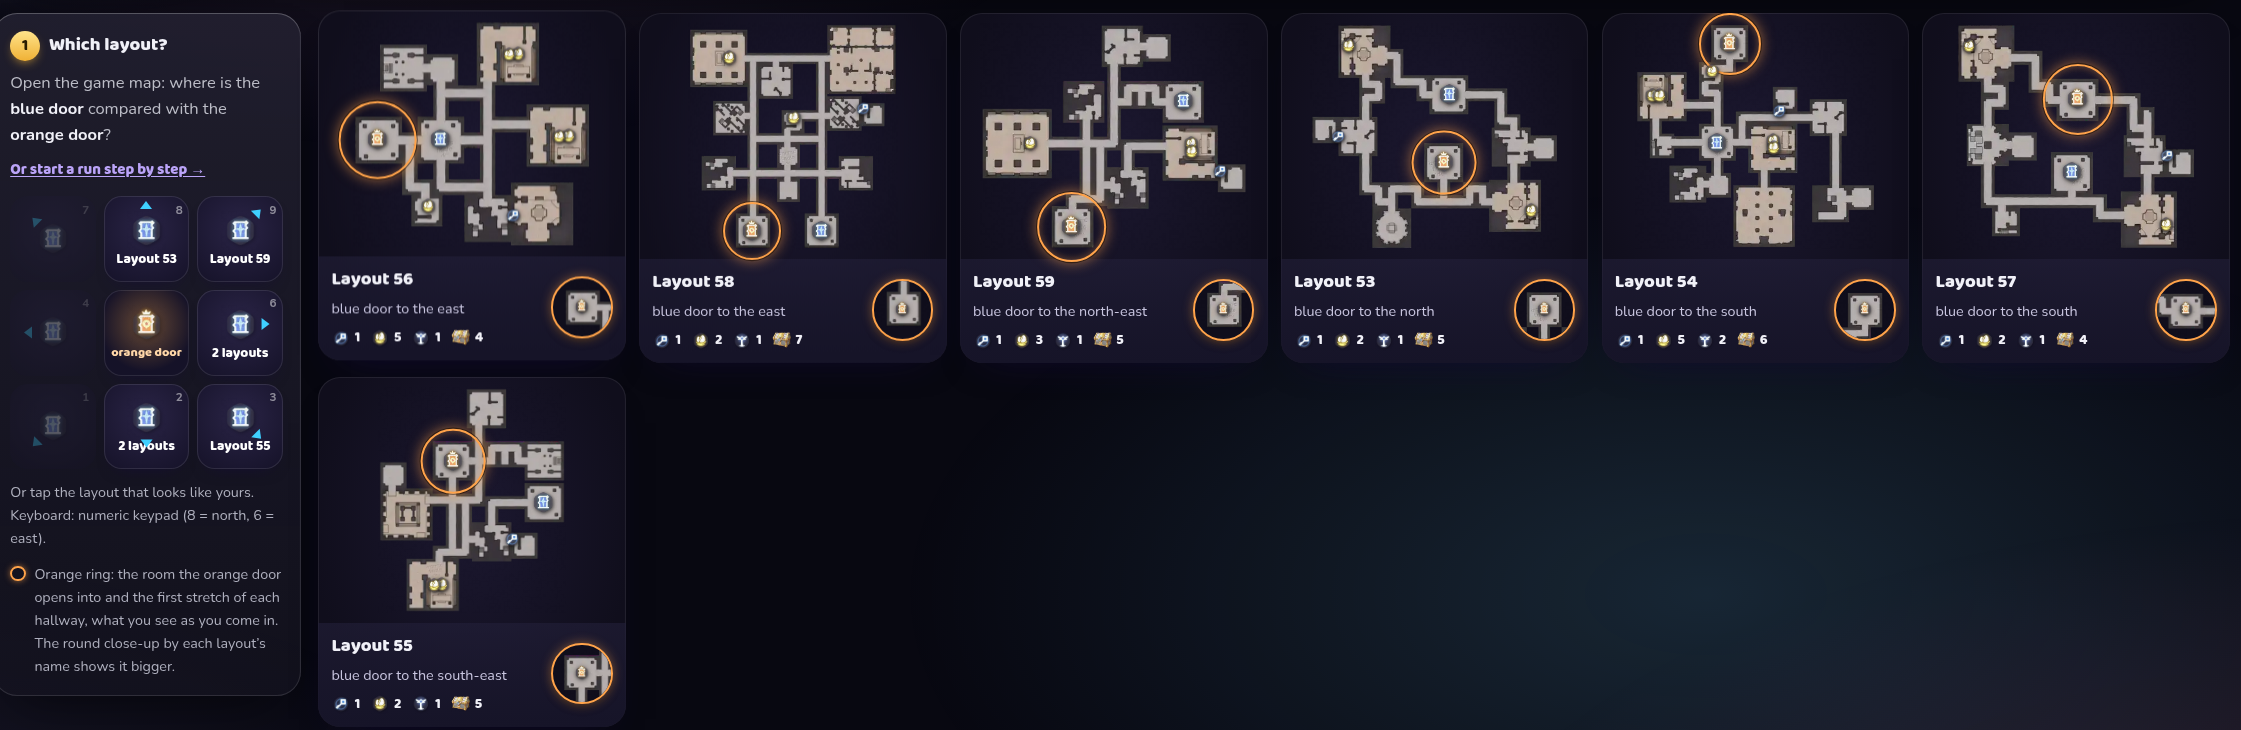 1 Which layout?
Open the game map: where is the
blue door compared with the
orange door?
Or start a run step by step →
7
8
Layout 53
9
Layout 59
4
orange door
6
2 layouts
1
2
2 layouts
3
Layout 55
Or tap the layout that looks like yours.
Keyboard: numeric keypad (8 = north, 6 =
east).
Orange ring: the room the orange door
opens into and the first stretch of each
hallway, what you see as you come in.
The round close-up by each layout's
name shows it bigger.
Layout 56
blue door to the east
1 5 1 4
Layout 58
blue door to the east
1 2 1 7
Layout 59
blue door to the north-east
1 3 1 5
Layout 53
blue door to the north
1 2 1 5
Layout 54
blue door to the south
1 5 2 6
Layout 57
blue door to the south
1 2 1 4
Layout 55
blue door to the south-east
1 2 1 5